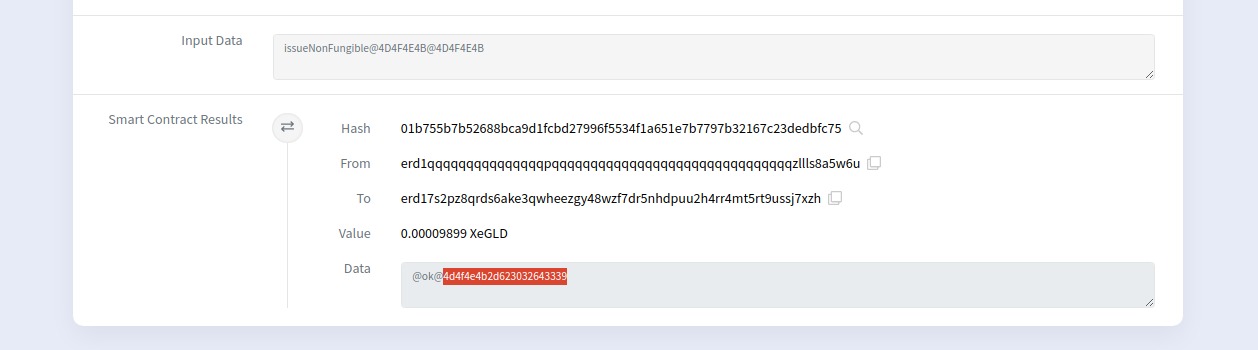 Input Data
issueNonFungible@4D4F4E4B@4D4F4E4B
Smart Contract Results
Hash
01b755b7b52688bca9d1fcbd27996f5534f1a651e7b7797b32167c23dedbfc75
From
erd1qqqqqqqqqqqqqqqpqqqqqqqqqqqqqqqqqqqqqqqqqqqqqqqzllls8a5w6u
To
erd17s2pz8qrds6ake3qwheezgy48wzf7dr5nhdpuu2h4rr4mt5rt9ussj7xzh
Value
0.00009899 XeGLD
Data
@ok@4d4f4e4b2d623032643339